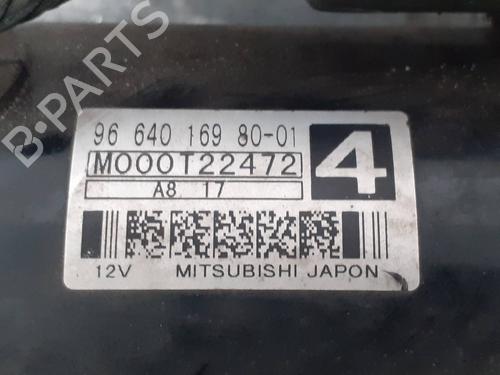 B-PARTS
96 640 169 80-01
M000T22472
4
A8 17
12V MITSUBISHI JAPON